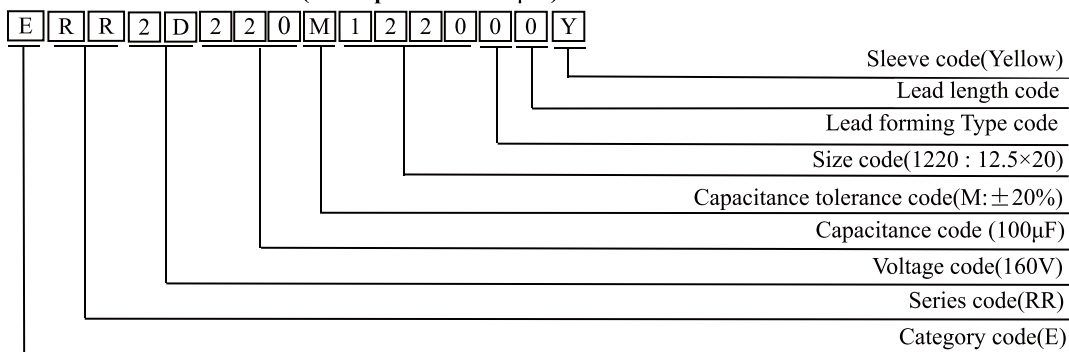 E R R 2 D 2 2 0 M 1 2 2 0 0 0 Y
Sleeve code(Yellow)
Lead length code
Lead forming Type code
Size code(1220 : 12.5×20)
Capacitance tolerance code(M:±20%)
Capacitance code (100μF)
Voltage code(160V)
Series code(RR)
Category code(E)